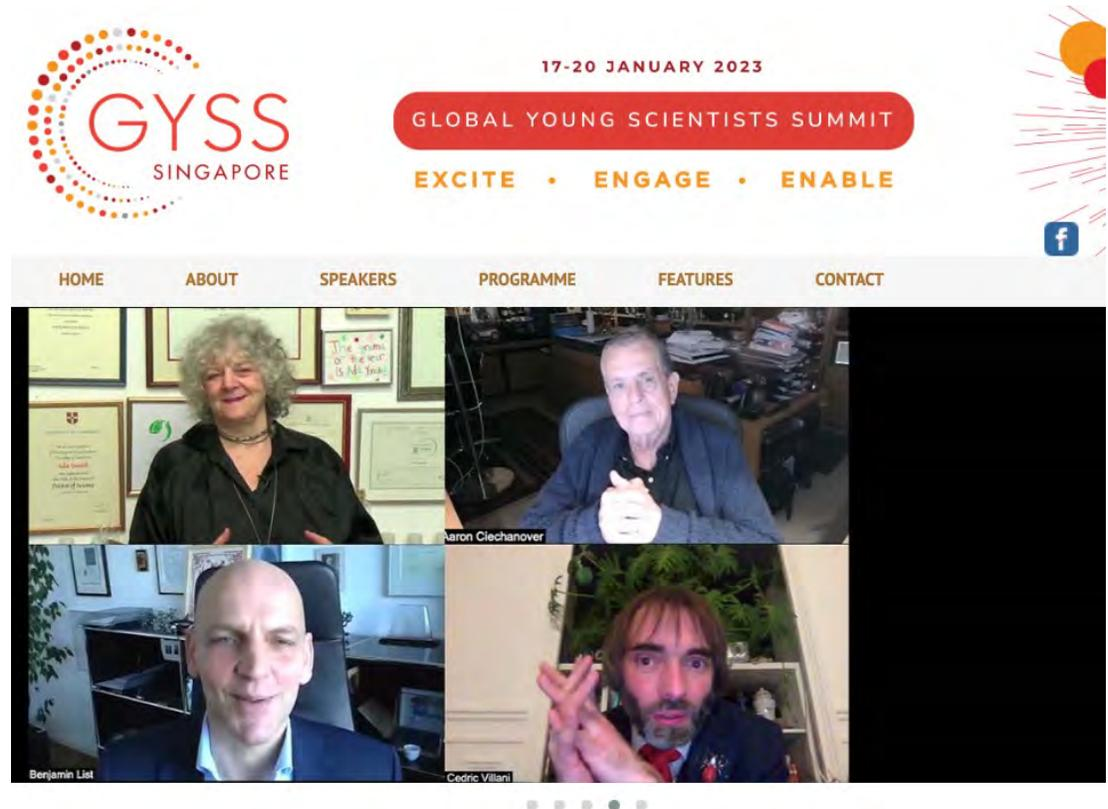 17-20 JANUARY 2023
GYSS
SINGAPORE
GLOBAL YOUNG SCIENTISTS SUMMIT
EXCITE • ENGAGE • ENABLE
f
HOME ABOUT SPEAKERS PROGRAMME FEATURES CONTACT
Aaron Ciechanover
Benjamin List
Cedric Villani